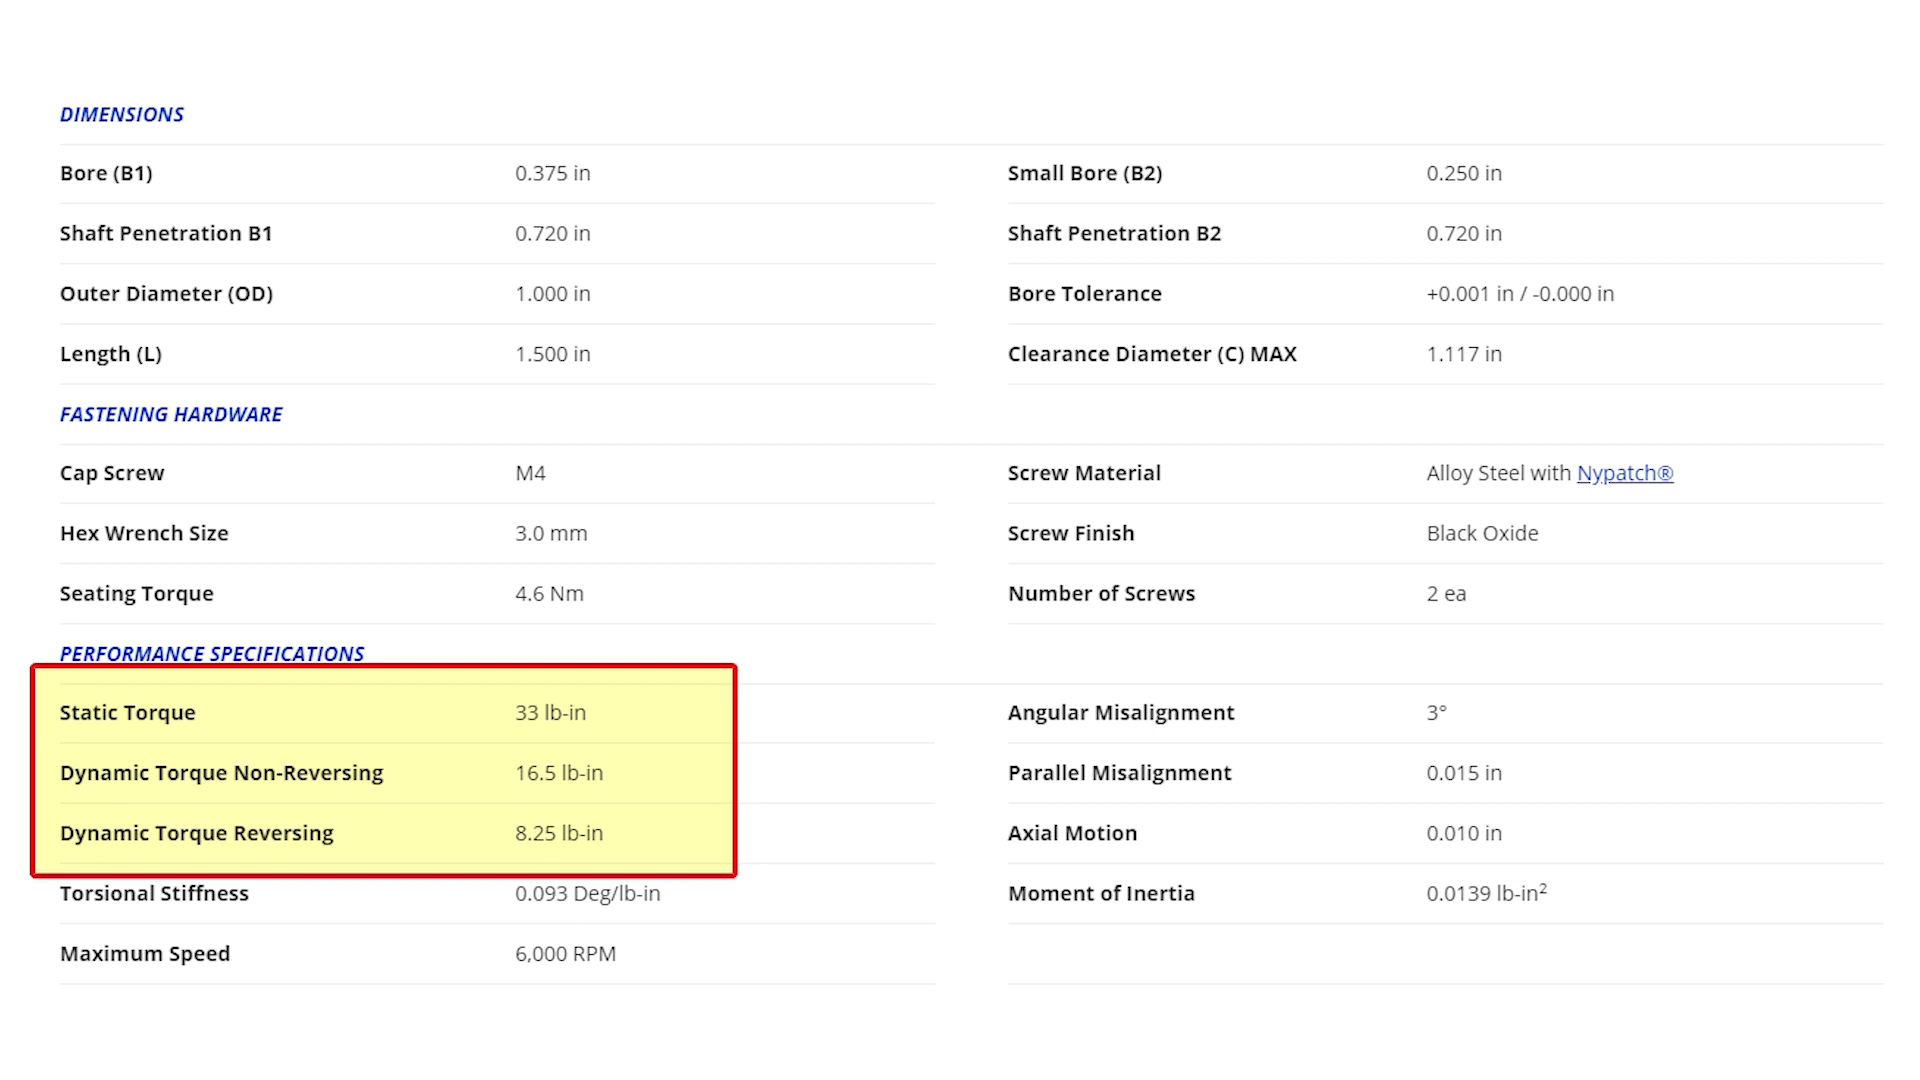 DIMENSIONS
Bore (B1) 0.375 in Small Bore (B2) 0.250 in
Shaft Penetration B1 0.720 in Shaft Penetration B2 0.720 in
Outer Diameter (OD) 1.000 in Bore Tolerance +0.001 in / -0.000 in
Length (L) 1.500 in Clearance Diameter (C) MAX 1.117 in
FASTENING HARDWARE
Cap Screw M4 Screw Material Alloy Steel with Nypatch®
Hex Wrench Size 3.0 mm Screw Finish Black Oxide
Seating Torque 4.6 Nm Number of Screws 2 ea
PERFORMANCE SPECIFICATIONS
Static Torque 33 lb-in Angular Misalignment 3°
Dynamic Torque Non-Reversing 16.5 lb-in Parallel Misalignment 0.015 in
Dynamic Torque Reversing 8.25 lb-in Axial Motion 0.010 in
Torsional Stiffness 0.093 Deg/lb-in Moment of Inertia 0.0139 lb-in²
Maximum Speed 6,000 RPM